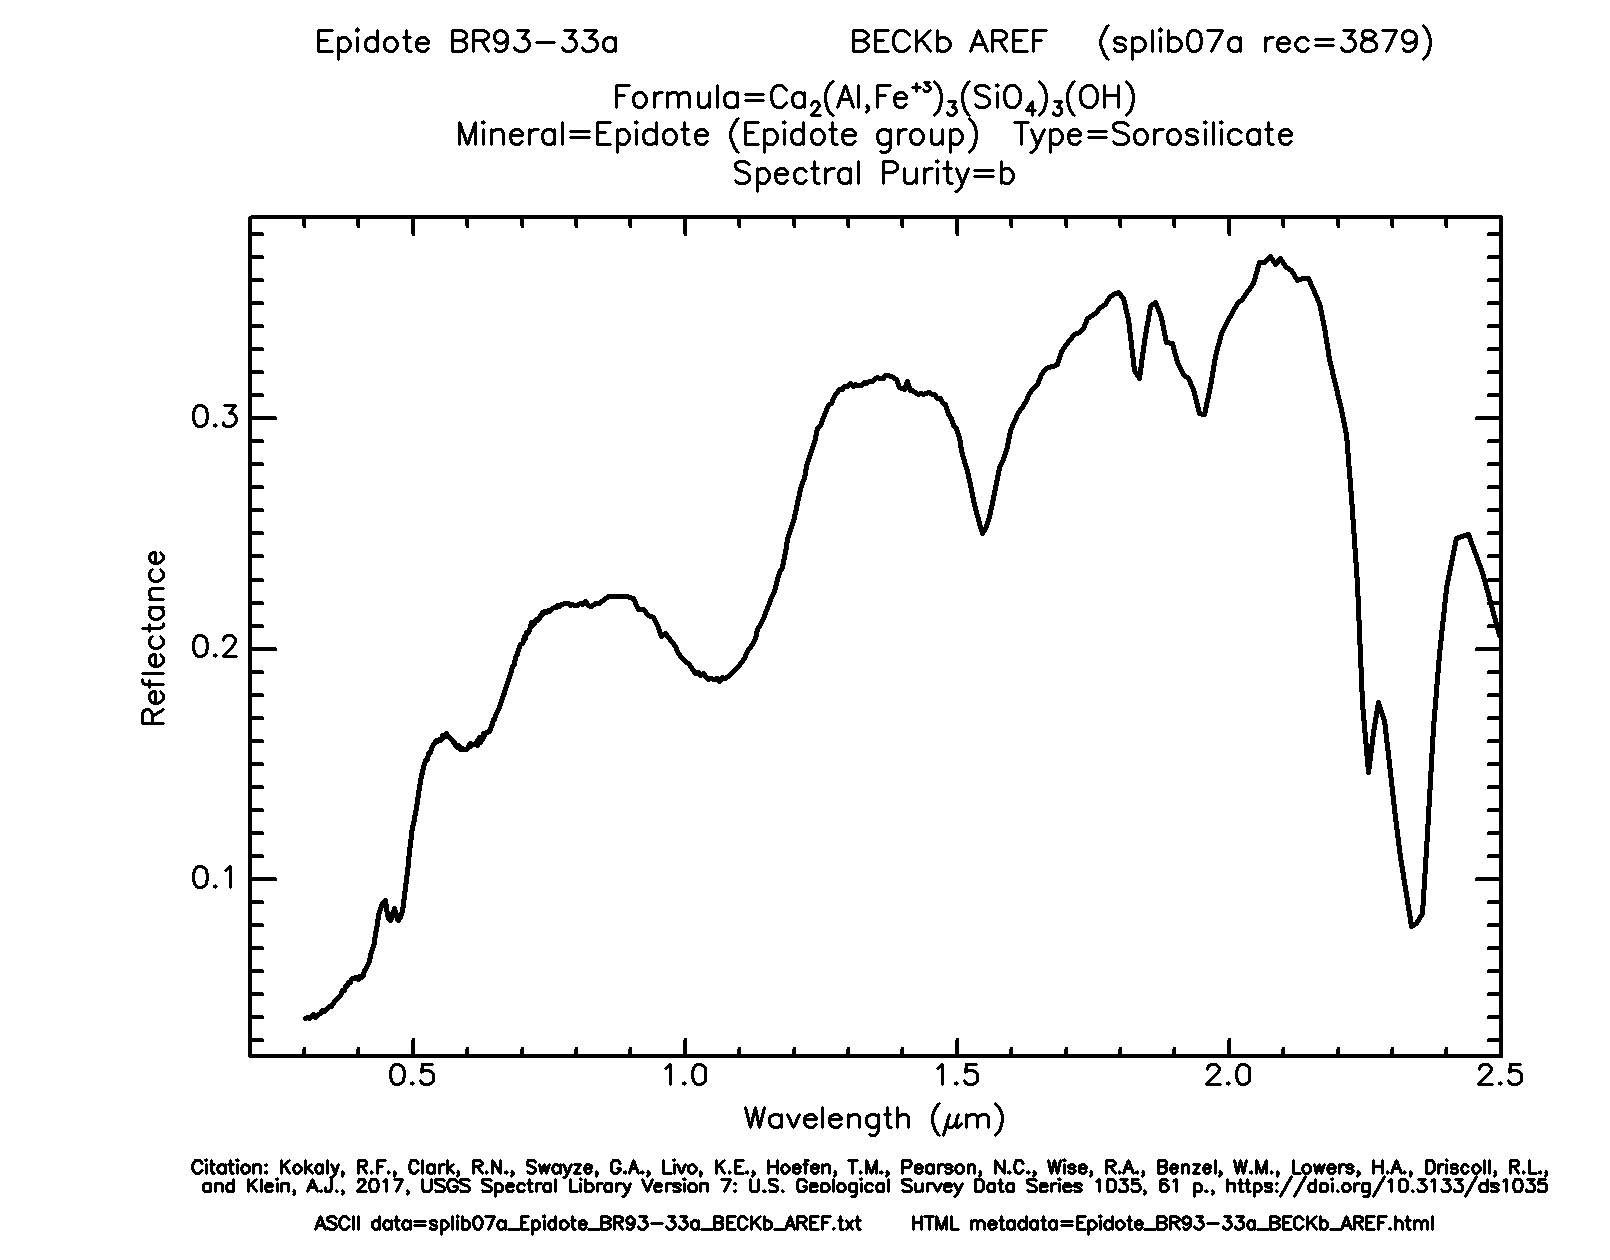 Epidote BR93-33a BECKb AREF (splib07a rec=3879)
Formula=Ca₂(Al,Fe⁺³)₃(SiO₄)₃(OH)
Mineral=Epidote (Epidote group) Type=Sorosilicate
Spectral Purity=b
0.3
0.2
0.1
Reflectance
0.5 1.0 1.5 2.0 2.5
Wavelength (μm)
Citation: Kokaly, R.F., Clark, R.N., Swayze, G.A., Livo, K.E., Hoefen, T.M., Pearson, N.C., Wise, R.A., Benzel, W.M., Lowers, H.A., Driscoll, R.L.,
and Klein, A.J., 2017, USGS Spectral Library Version 7: U.S. Geological Survey Data Series 1035, 61 p., https://doi.org/10.3133/ds1035
ASCII data=splib07a_Epidote_BR93-33a_BECKb_AREF.txt HTML metadata=Epidote_BR93-33a_BECKb_AREF.html